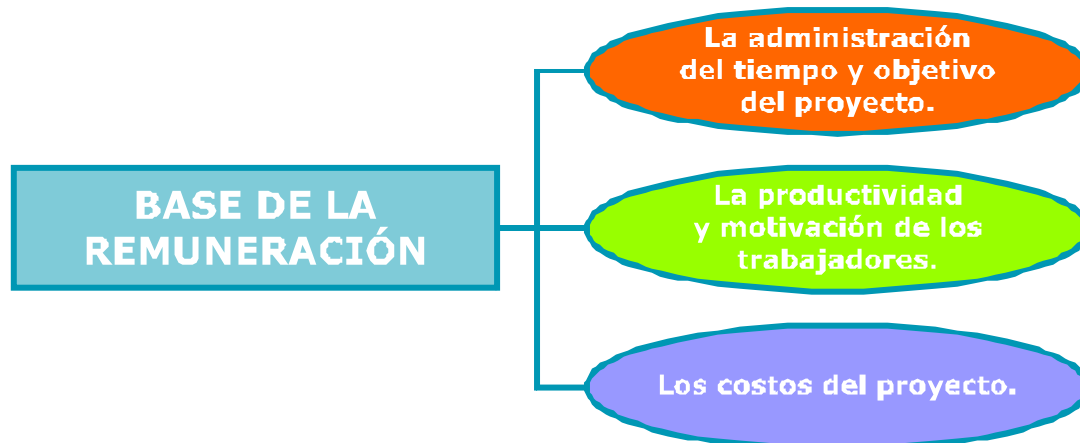 BASE DE LA
REMUNERACIÓN
La administración
del tiempo y objetivo
del proyecto.
La productividad
y motivación de los
trabajadores.
Los costos del proyecto.